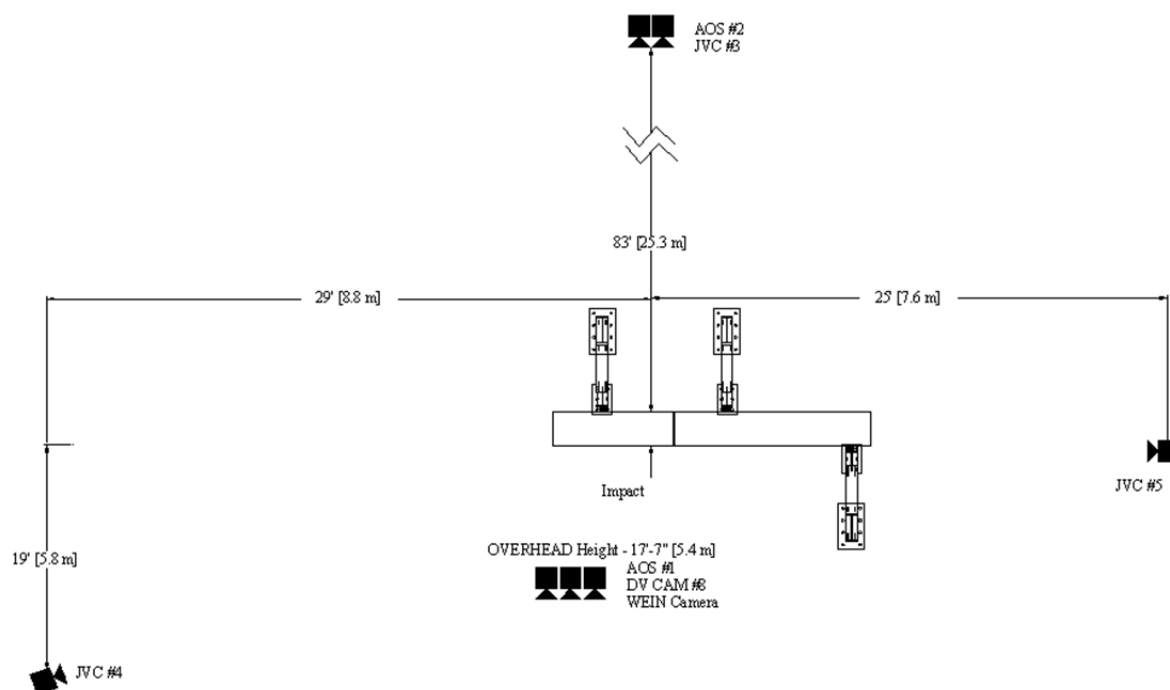 AOS #2
JVC #3
83' [25.3 m]
29' [8.8 m]
25' [7.6 m]
Impact
JVC #5
OVERHEAD Height - 17'-7" [5.4 m]
AOS #1
DV CAM #8
WEIN Camera
19' [5.8 m]
JVC #4